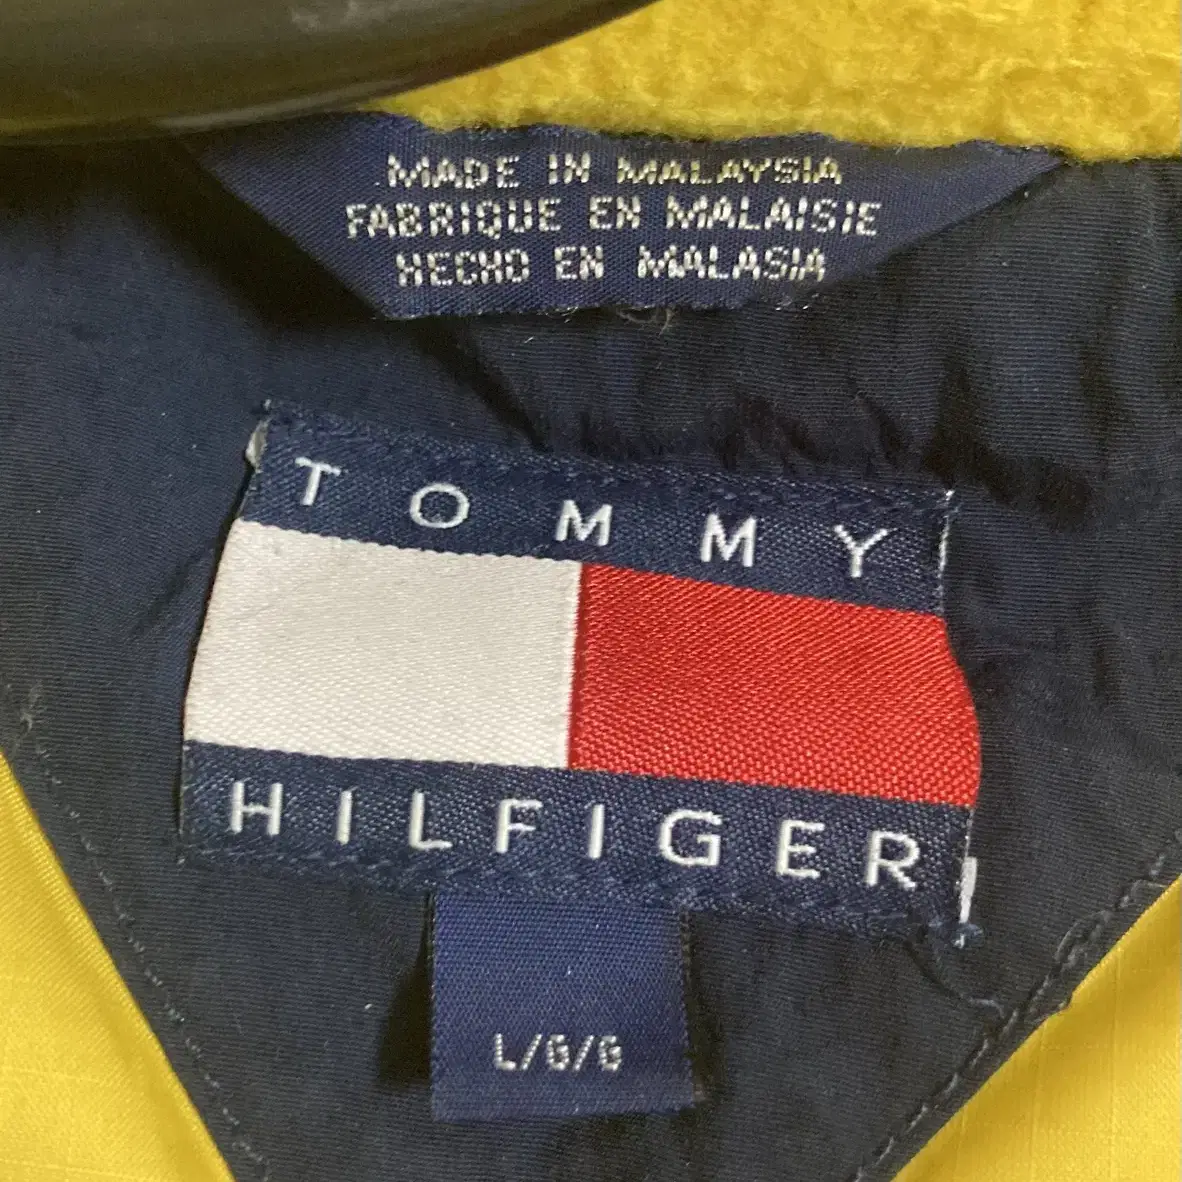 MADE IN MALAYSIA
FABRIQUE EN MALAISIE
HECHO EN MALASIA
TOMMY
HILFIGER
L/G/G